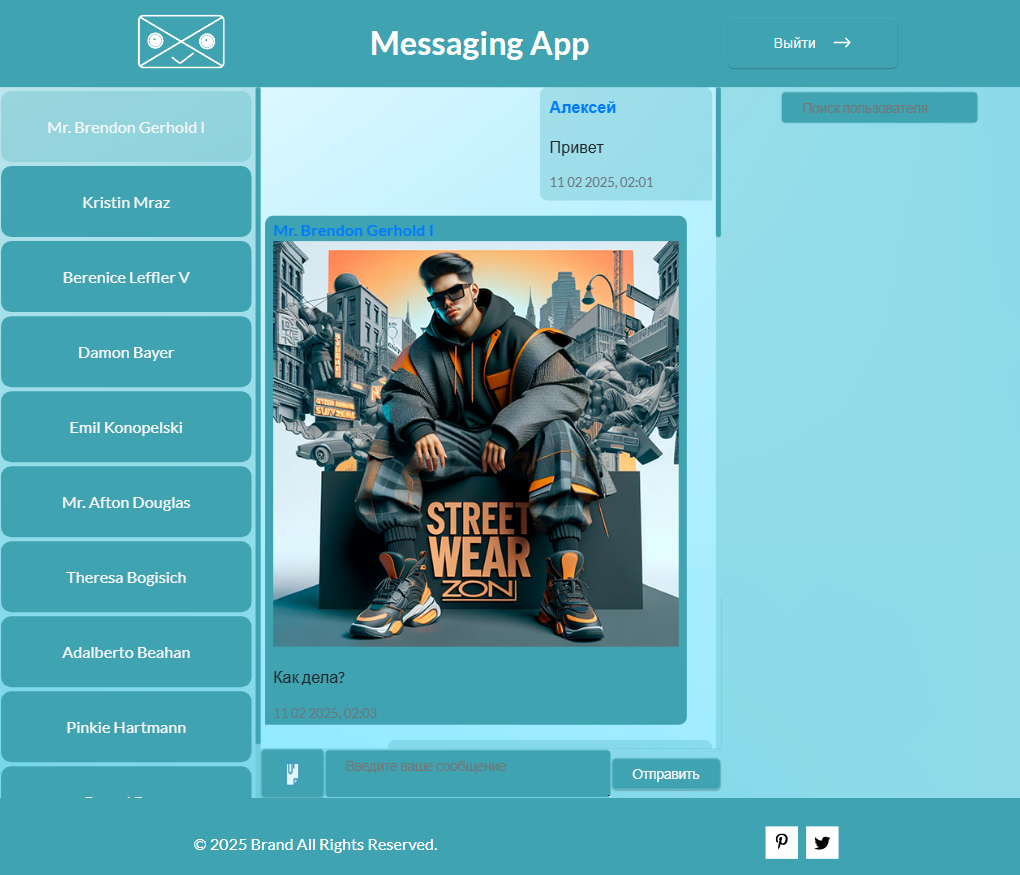 Messaging App
Выйти
Mr. Brendon Gerhold I
Kristin Mraz
Berenice Leffler V
Damon Bayer
Emil Konopelski
Mr. Afton Douglas
Theresa Bogisich
Adalberto Beahan
Pinkie Hartmann
Алексей
Привет
11 02 2025, 02:01
Mr. Brendon Gerhold I
STREET
WEAR
ZON
Как дела?
11 02 2025, 02:03
Введите ваше сообщение
Отправить
Поиск пользователя
© 2025 Brand All Rights Reserved.